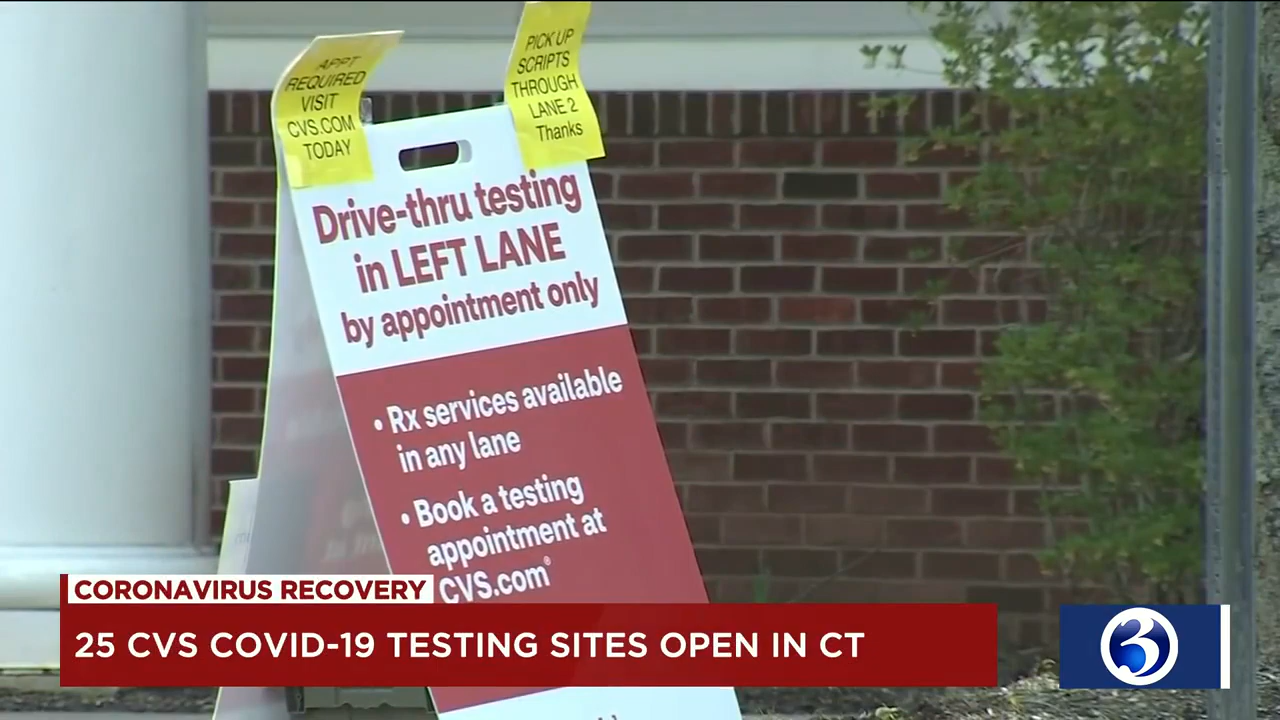 APPT
REQUIRED
VISIT
CVS.COM
TODAY
PICK UP
SCRIPTS
THROUGH
LANE 2
Thanks
Drive-thru testing
in LEFT LANE
by appointment only
• Rx services available
in any lane
• Book a testing
appointment at
CVS.com®
CORONAVIRUS RECOVERY
25 CVS COVID-19 TESTING SITES OPEN IN CT
3